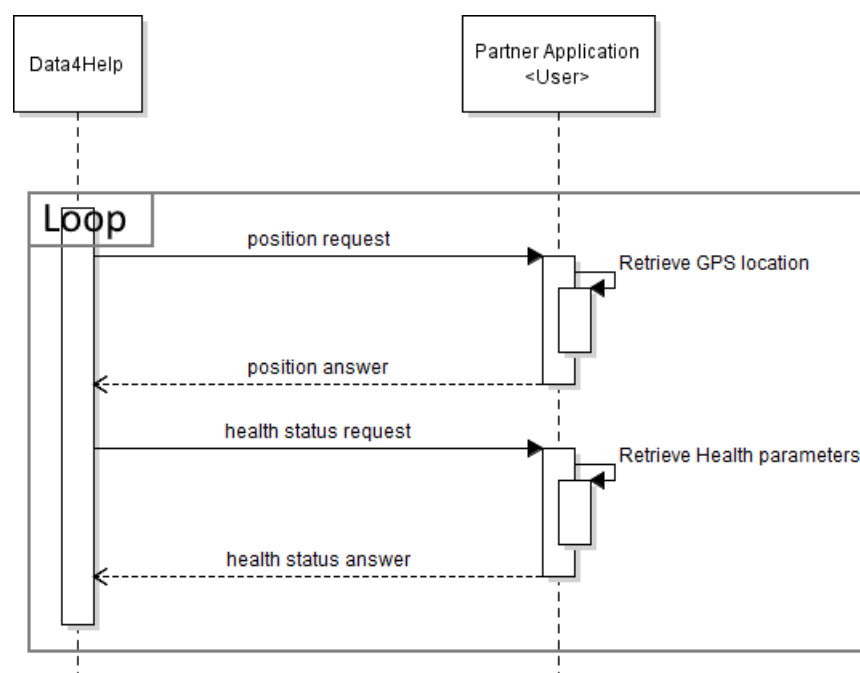 Data4Help
Partner Application
<User>
Loop
position request
Retrieve GPS location
position answer
health status request
Retrieve Health parameters
health status answer